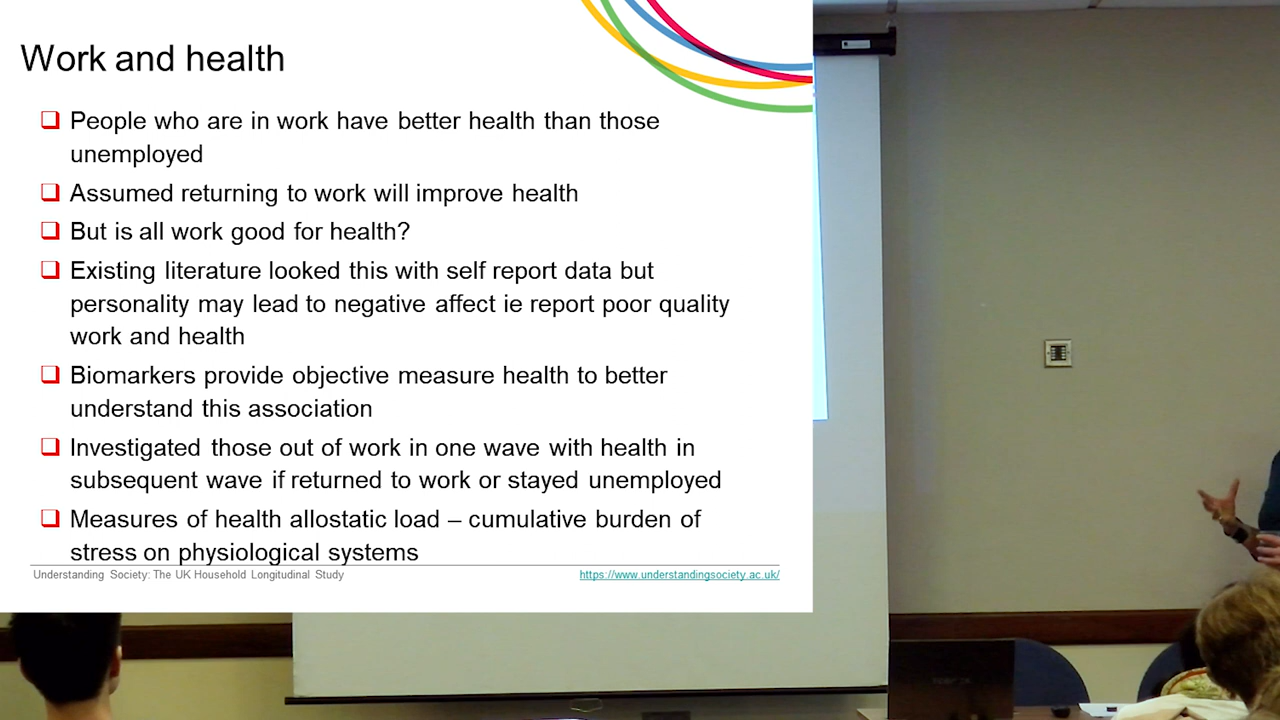 Work and health
People who are in work have better health than those
unemployed
Assumed returning to work will improve health
But is all work good for health?
Existing literature looked this with self report data but
personality may lead to negative affect ie report poor quality
work and health
Biomarkers provide objective measure health to better
understand this association
Investigated those out of work in one wave with health in
subsequent wave if returned to work or stayed unemployed
Measures of health allostatic load – cumulative burden of
stress on physiological systems
Understanding Society: The UK Household Longitudinal Study
https://www.understandingsociety.ac.uk/